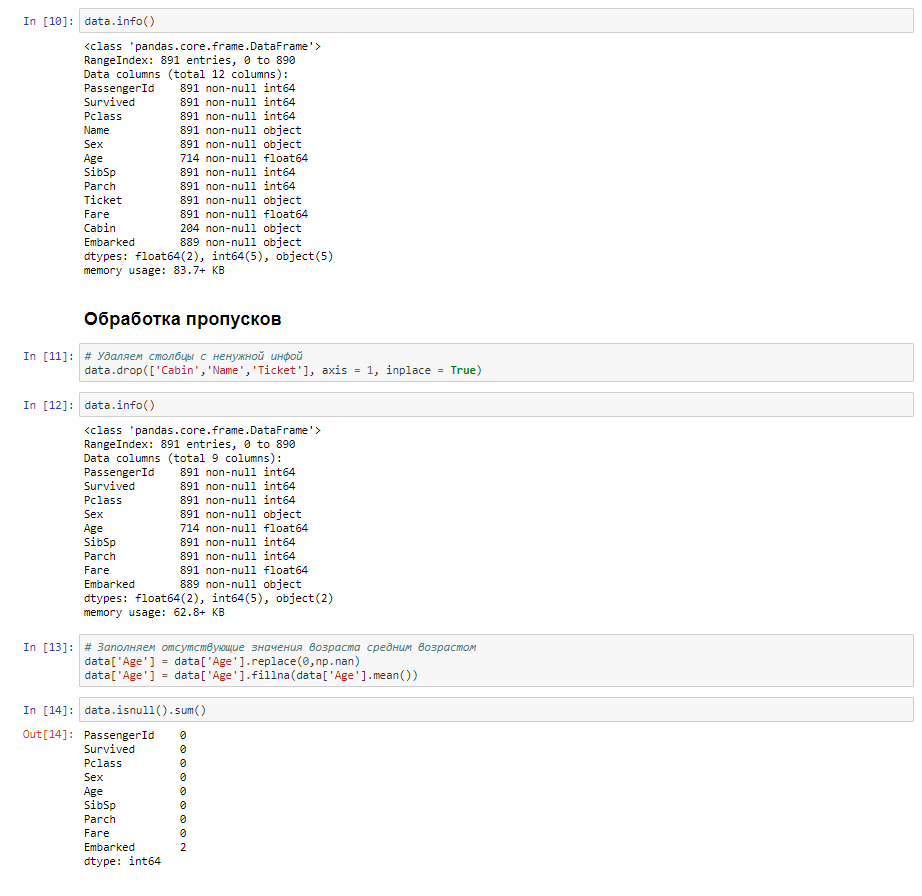 In [10]: data.info()
<class 'pandas.core.frame.DataFrame'>
RangeIndex: 891 entries, 0 to 890
Data columns (total 12 columns):
PassengerId    891 non-null int64
Survived       891 non-null int64
Pclass         891 non-null int64
Name           891 non-null object
Sex            891 non-null object
Age            714 non-null float64
SibSp          891 non-null int64
Parch          891 non-null int64
Ticket         891 non-null object
Fare           891 non-null float64
Cabin          204 non-null object
Embarked       889 non-null object
dtypes: float64(2), int64(5), object(5)
memory usage: 83.7+ KB
Обработка пропусков
In [11]: # Удаляем столбцы с ненужной инфой
data.drop(['Cabin','Name','Ticket'], axis = 1, inplace = True)
In [12]: data.info()
<class 'pandas.core.frame.DataFrame'>
RangeIndex: 891 entries, 0 to 890
Data columns (total 9 columns):
PassengerId    891 non-null int64
Survived       891 non-null int64
Pclass         891 non-null int64
Sex            891 non-null object
Age            714 non-null float64
SibSp          891 non-null int64
Parch          891 non-null int64
Fare           891 non-null float64
Embarked       889 non-null object
dtypes: float64(2), int64(5), object(2)
memory usage: 62.8+ KB
In [13]: # Заполняем отсутствующие значения возраста средним возрастом
data['Age'] = data['Age'].replace(0,np.nan)
data['Age'] = data['Age'].fillna(data['Age'].mean())
In [14]: data.isnull().sum()
Out[14]: PassengerId    0
Survived       0
Pclass         0
Sex            0
Age            0
SibSp          0
Parch          0
Fare           0
Embarked       2
dtype: int64